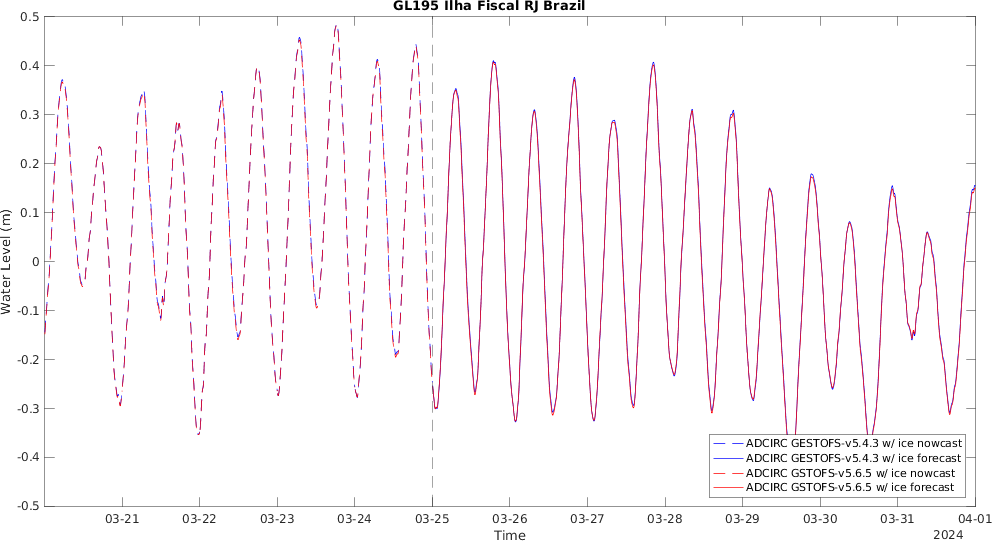 GL195 Ilha Fiscal RJ Brazil
Water Level (m)
0.5
0.4
0.3
0.2
0.1
0
-0.1
-0.2
-0.3
-0.4
-0.5
ADCIRC GESTOFS-v5.4.3 w/ ice nowcast
ADCIRC GESTOFS-v5.4.3 w/ ice forecast
ADCIRC GSTOFS-v5.6.5 w/ ice nowcast
ADCIRC GSTOFS-v5.6.5 w/ ice forecast
03-21 03-22 03-23 03-24 03-25 03-26 03-27 03-28 03-29 03-30 03-31 04-01
Time
2024